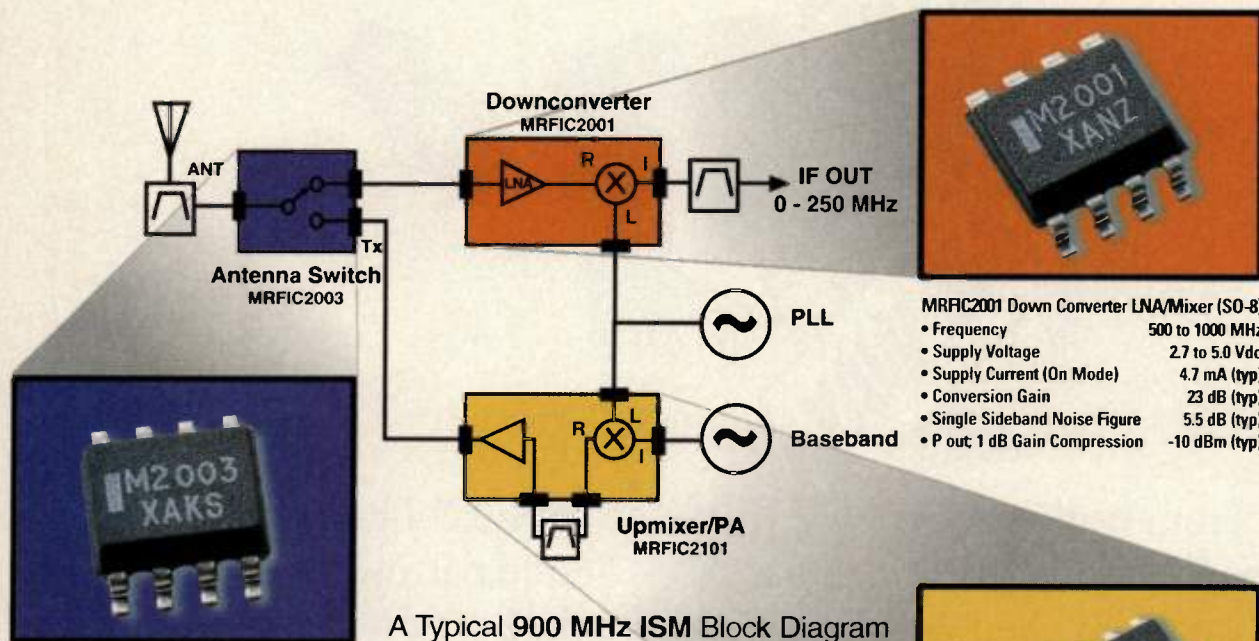 Downconverter
MRFIC2001
ANT
LNA
R
I
L
IF OUT
0 - 250 MHz
M2001
XANZ
Tx
Antenna Switch
MRFIC2003
PLL
MRFIC2001 Down Converter LNA/Mixer (SO-8)
• Frequency 500 to 1000 MHz
• Supply Voltage 2.7 to 5.0 Vdc
• Supply Current (On Mode) 4.7 mA (typ)
• Conversion Gain 23 dB (typ)
• Single Sideband Noise Figure 5.5 dB (typ)
• P out; 1 dB Gain Compression -10 dBm (typ)
L
R
I
Baseband
Upmixer/PA
MRFIC2101
M2003
XAKS
A Typical 900 MHz ISM Block Diagram